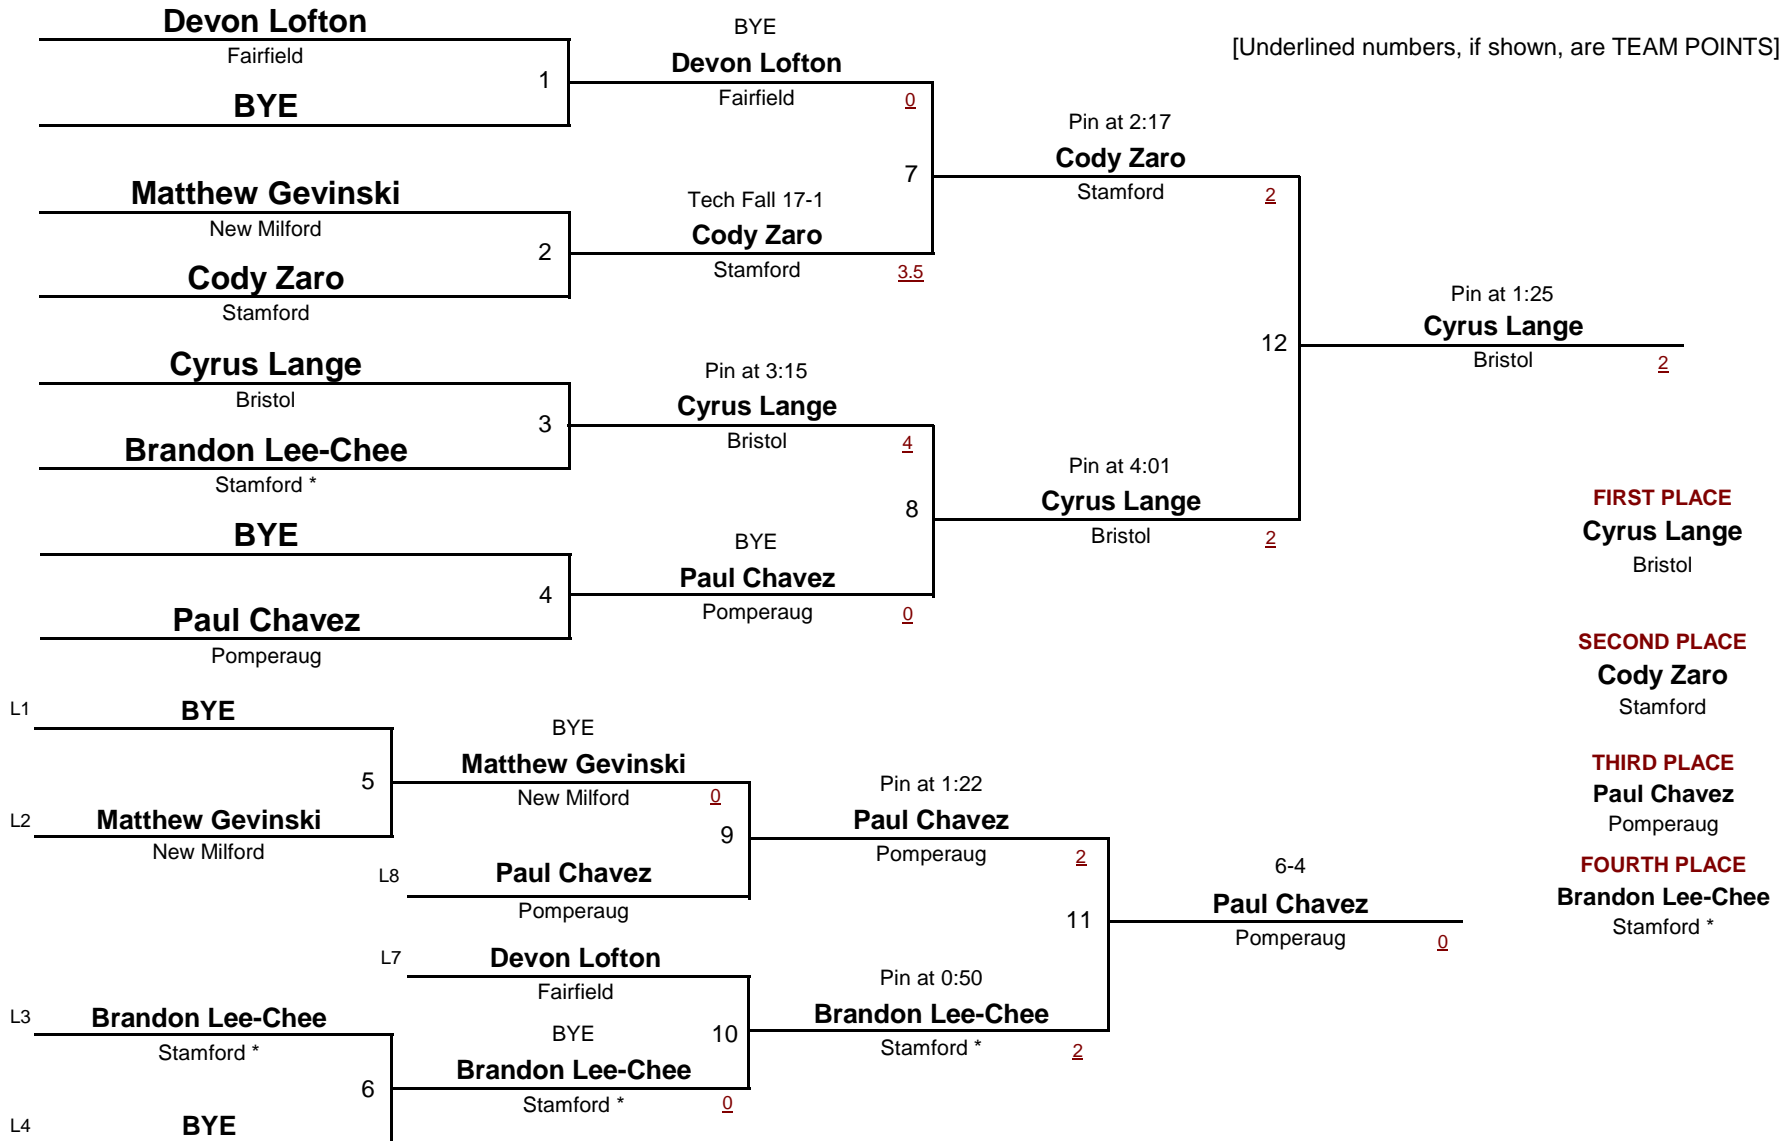 [Underlined numbers, if shown, are TEAM POINTS]
Devon Lofton
Fairfield
1
BYE
Matthew Gevinski
New Milford
2
Cody Zaro
Stamford
Cyrus Lange
Bristol
3
Brandon Lee-Chee
Stamford *
BYE
4
Paul Chavez
Pomperaug
BYE
Devon Lofton
Fairfield
0
7
Tech Fall 17-1
Cody Zaro
Stamford
3.5
Pin at 3:15
Cyrus Lange
Bristol
4
8
BYE
Paul Chavez
Pomperaug
0
Pin at 2:17
Cody Zaro
Stamford
2
12
Pin at 4:01
Cyrus Lange
Bristol
2
Pin at 1:25
Cyrus Lange
Bristol
2
FIRST PLACE
Cyrus Lange
Bristol
SECOND PLACE
Cody Zaro
Stamford
THIRD PLACE
Paul Chavez
Pomperaug
FOURTH PLACE
Brandon Lee-Chee
Stamford *
L1
BYE
5
L2
Matthew Gevinski
New Milford
BYE
Matthew Gevinski
New Milford
0
9
L8
Paul Chavez
Pomperaug
L7
Devon Lofton
Fairfield
L3
Brandon Lee-Chee
Stamford *
6
L4
BYE
BYE
10
Brandon Lee-Chee
Stamford *
0
Pin at 1:22
Paul Chavez
Pomperaug
2
11
Pin at 0:50
Brandon Lee-Chee
Stamford *
2
6-4
Paul Chavez
Pomperaug
0